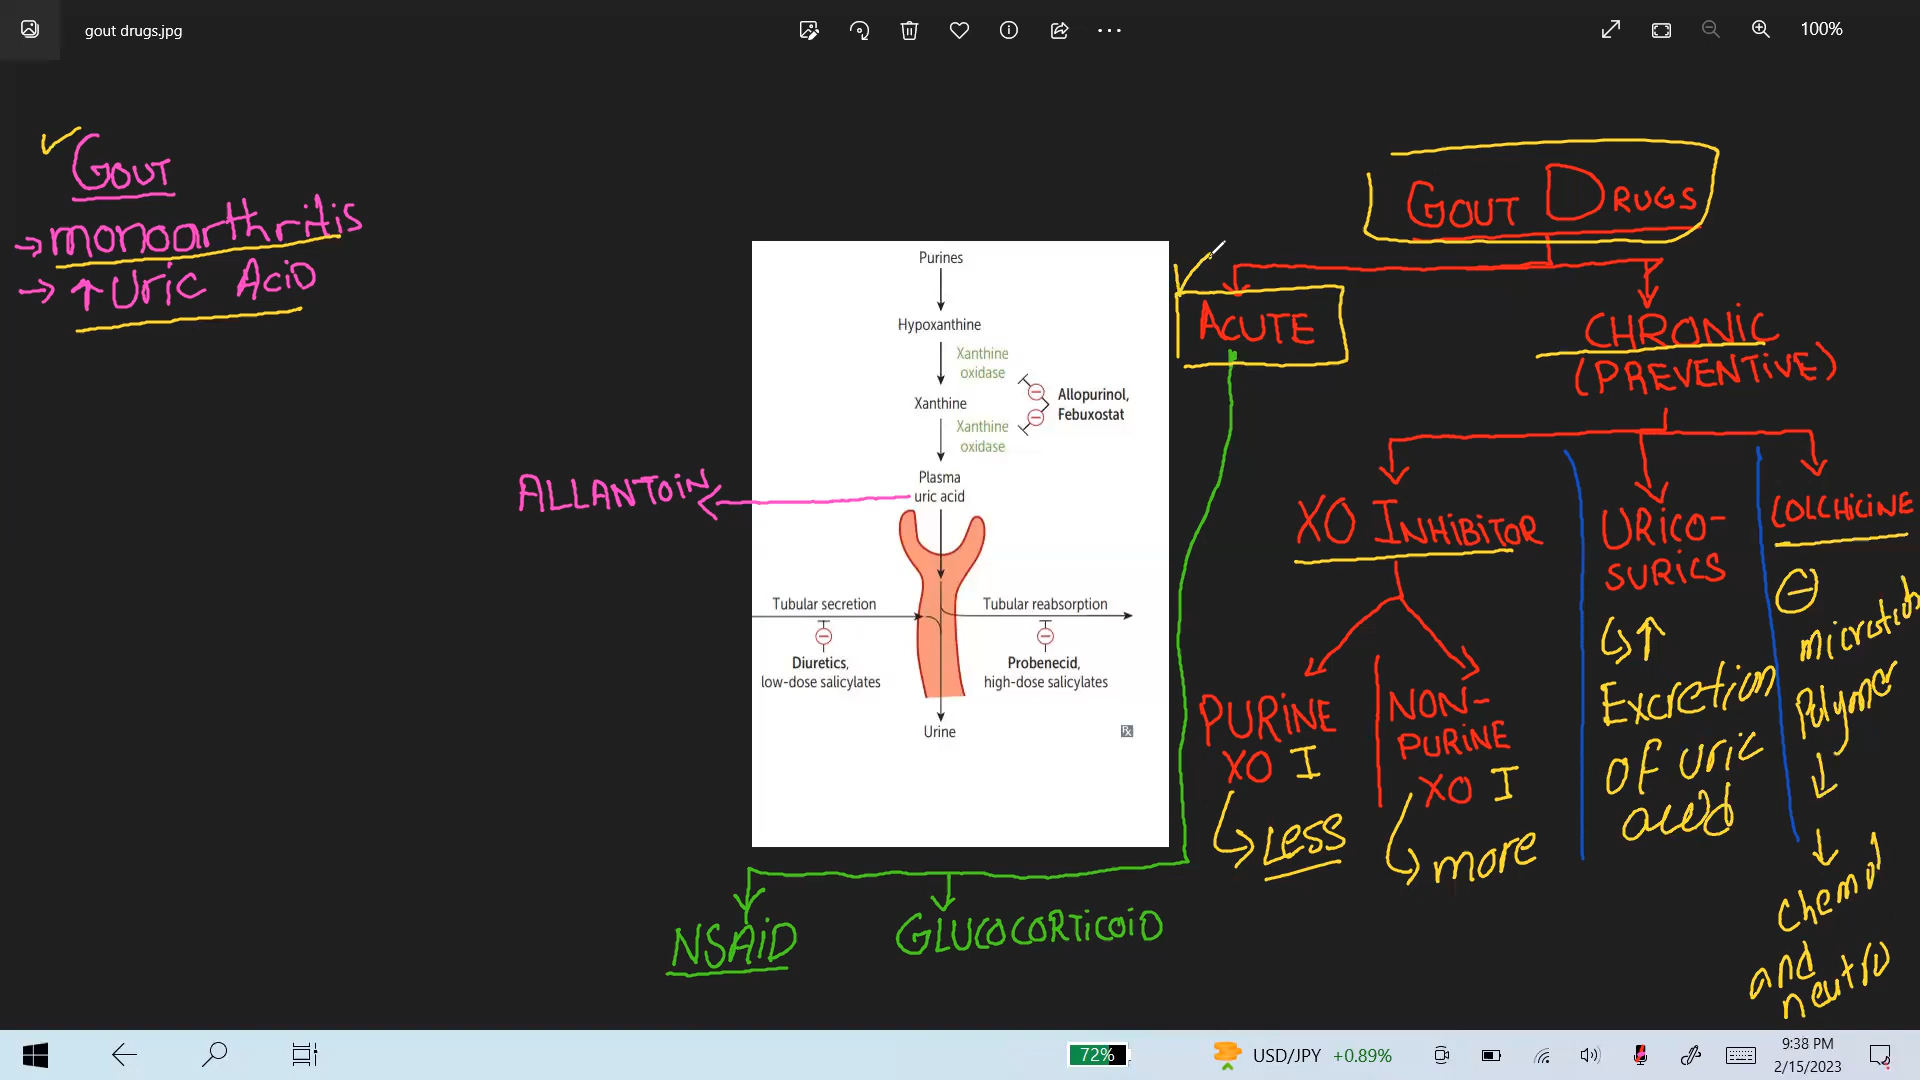 gout drugs.jpg
100%
GOUT
→ monoarthritis
→ ↑ Uric Acid
ALLANTOIN
Purines
Hypoxanthine
Xanthine
oxidase
Xanthine
Xanthine
oxidase
Allopurinol,
Febuxostat
Plasma
uric acid
Tubular secretion
Tubular reabsorption
Diuretics,
low-dose salicylates
Probenecid,
high-dose salicylates
Urine
Rx
GOUT DRUGS
ACUTE
CHRONIC
(PREVENTIVE)
XO INHIBITOR
PURINE
XO I
Less
NON-
PURINE
XO I
more
URICO-
SURICS
↑
Excretion
of uric
acid
COLCHICINE
microtub
Polymer
↓
↓
chemo
and
neutro
NSAID
GLUCOCORTICOID
72%
USD/JPY +0.89%
9:38 PM
2/15/2023